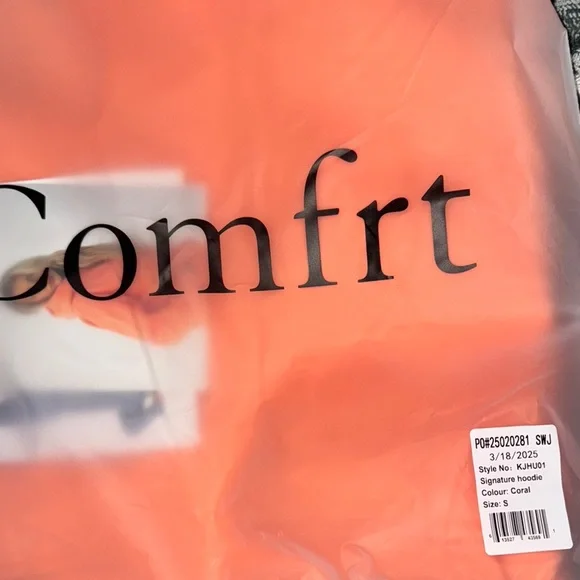 Comfrt
PO#25020281 SWJ
3/18/2025
Style No: KJHU01
Signature hoodie
Colour: Coral
Size: S